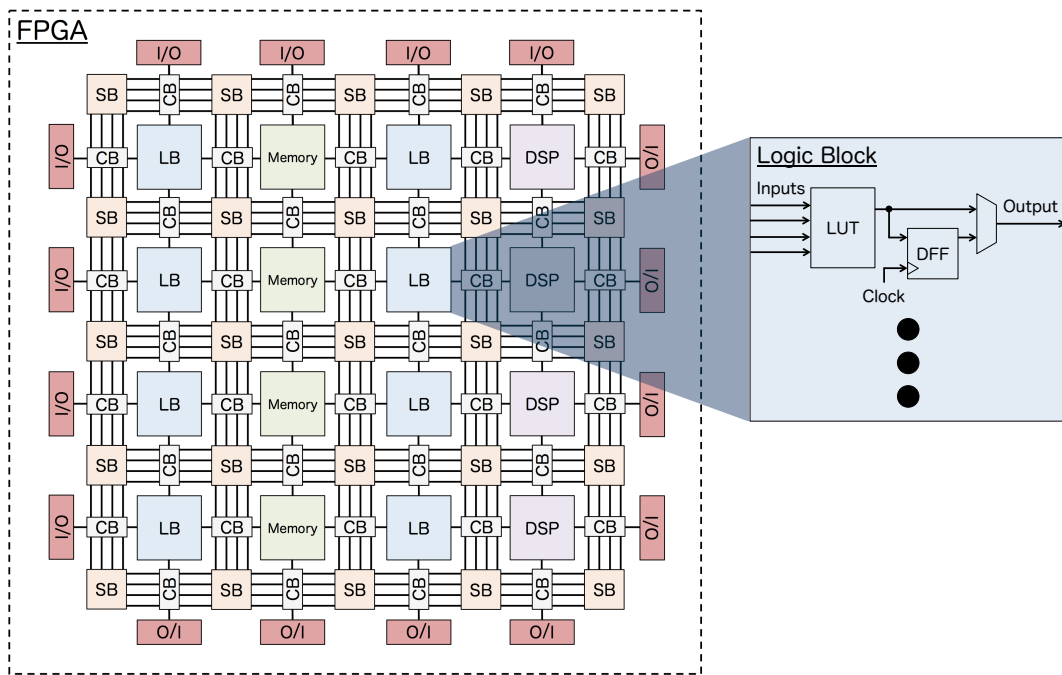 FPGA
I/O I/O I/O I/O
SB CB SB CB SB CB SB CB SB
I/O CB LB CB Memory CB LB CB DSP CB I/O
SB CB SB CB SB CB SB CB SB
I/O CB LB CB Memory CB LB CB DSP CB I/O
SB CB SB CB SB CB SB CB SB
I/O CB LB CB Memory CB LB CB DSP CB I/O
SB CB SB CB SB CB SB CB SB
I/O CB LB CB Memory CB LB CB DSP CB I/O
SB CB SB CB SB CB SB CB SB
O/I O/I O/I O/I
Logic Block
Inputs
LUT
DFF
Output
Clock